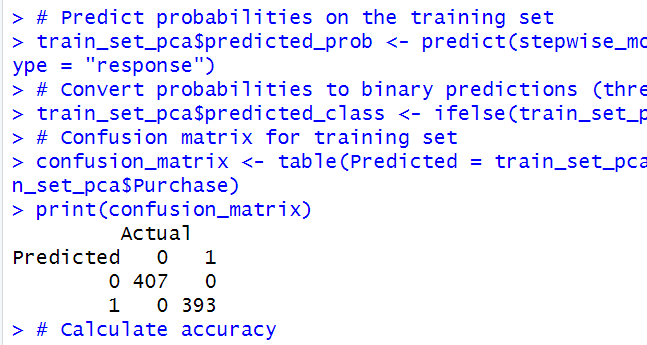 > # Predict probabilities on the training set
> train_set_pca$predicted_prob <- predict(stepwise_mo
ype = "response")
> # Convert probabilities to binary predictions (thre
> train_set_pca$predicted_class <- ifelse(train_set_p
> # Confusion matrix for training set
> confusion_matrix <- table(Predicted = train_set_pca
n_set_pca$Purchase)
> print(confusion_matrix)
         Actual
Predicted   0   1
        0 407   0
        1   0 393
> # Calculate accuracy